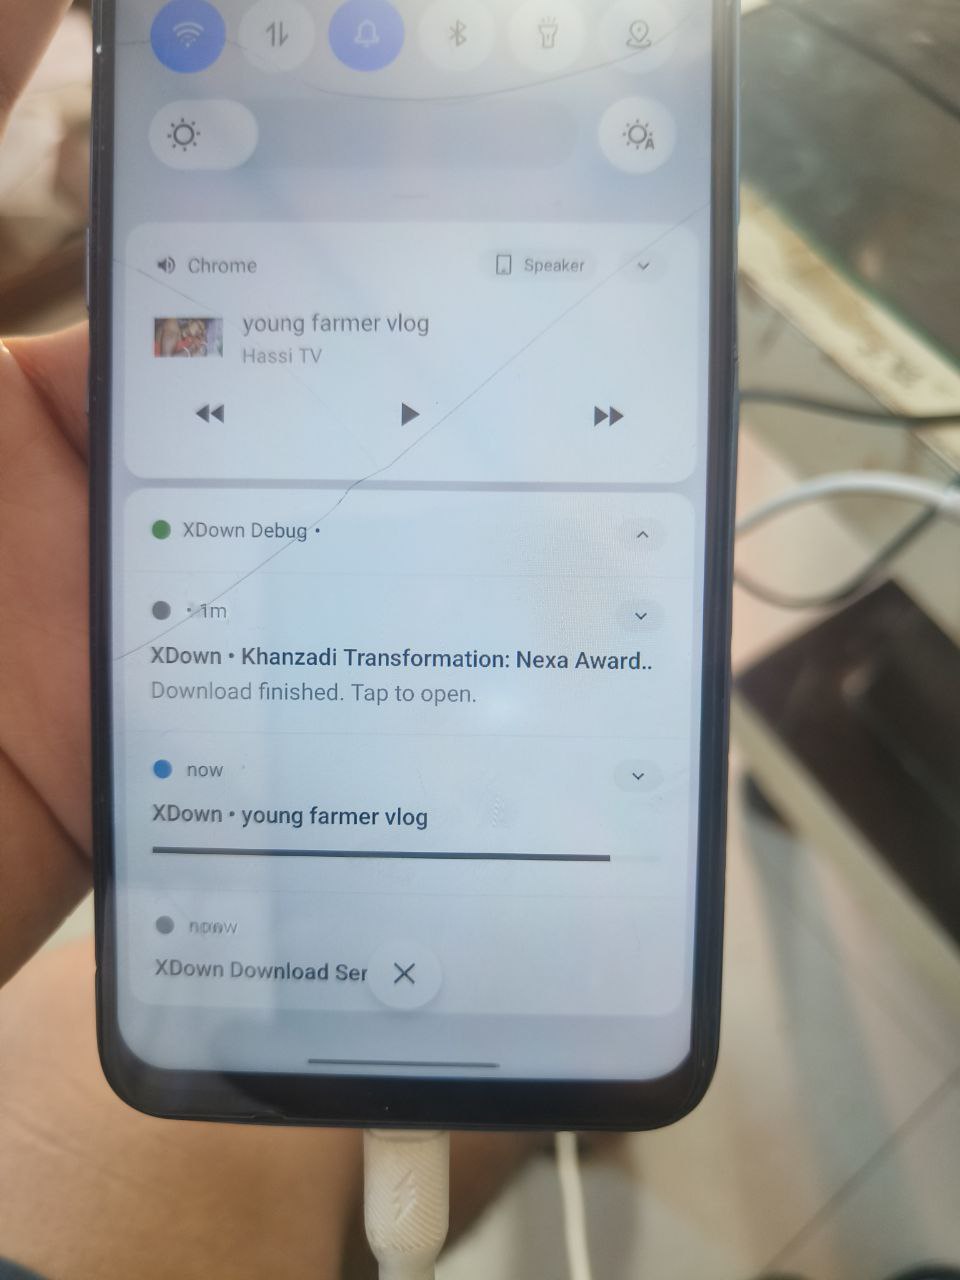 Chrome
Speaker
young farmer vlog
Hassi TV
XDown Debug •
• 1m
XDown • Khanzadi Transformation: Nexa Award..
Download finished. Tap to open.
now
XDown • young farmer vlog
XDown Download Ser